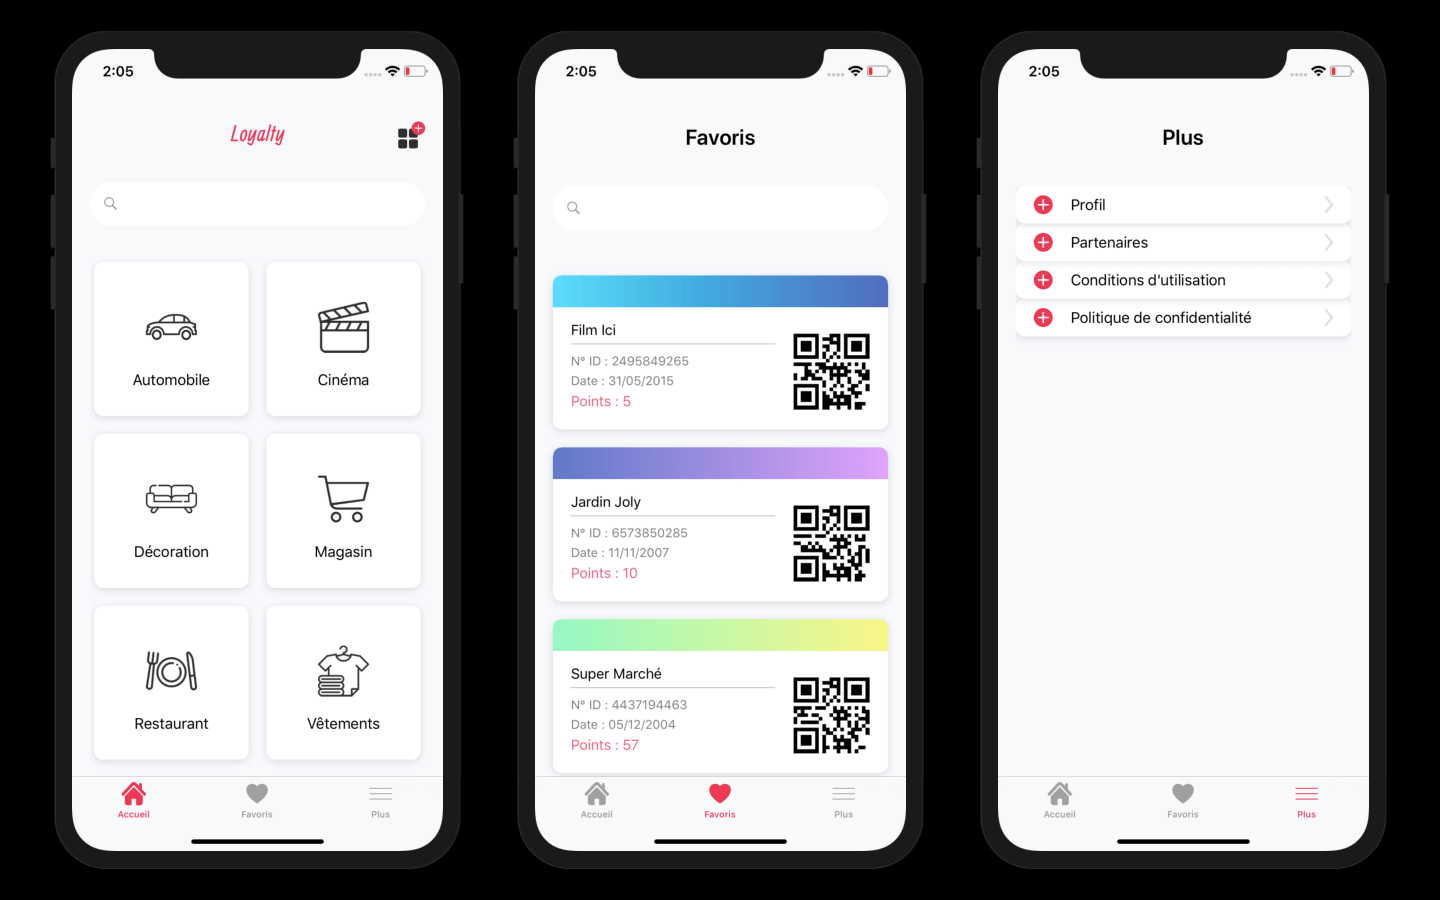 2:05
Loyalty
Automobile
Cinéma
Décoration
Magasin
Restaurant
Vêtements
Accueil
Favoris
Plus
2:05
Favoris
Film Ici
N° ID : 2495849265
Date : 31/05/2015
Points : 5
Jardin Joly
N° ID : 6573850285
Date : 11/11/2007
Points : 10
Super Marché
N° ID : 4437194463
Date : 05/12/2004
Points : 57
Accueil
Favoris
Plus
2:05
Plus
Profil
Partenaires
Conditions d'utilisation
Politique de confidentialité
Accueil
Favoris
Plus